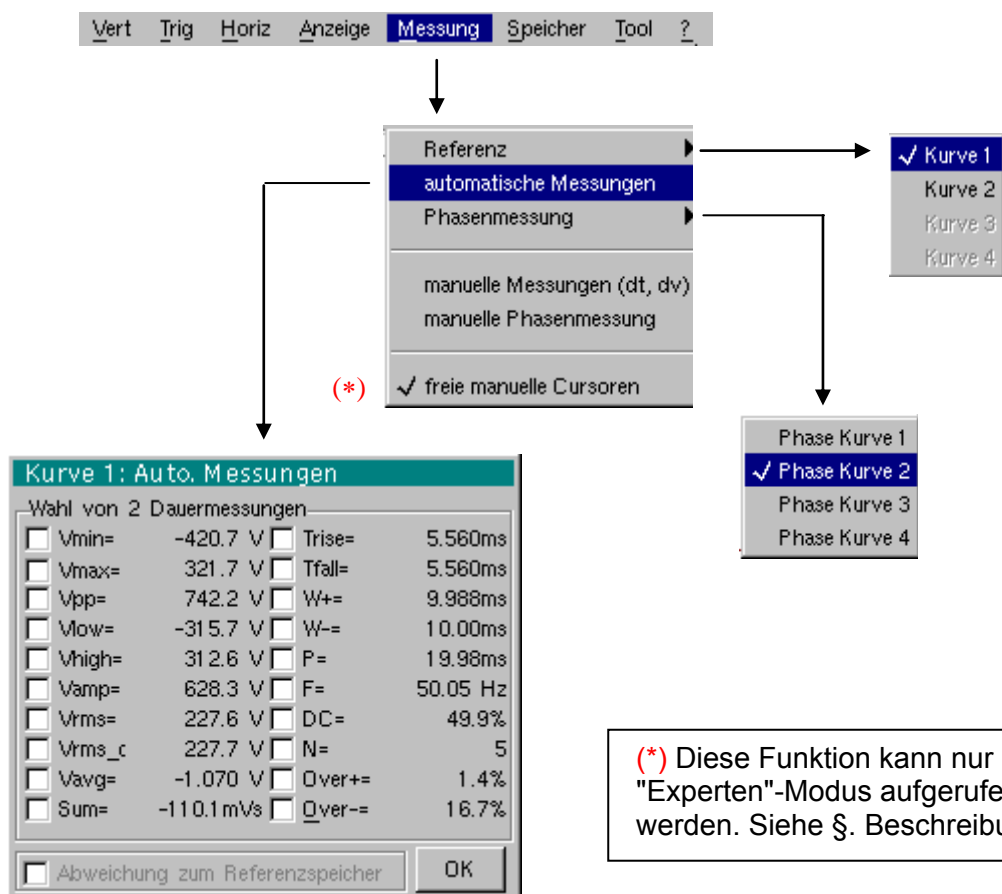 Vert Trig Horiz Anzeige Messung Speicher Tool ?
Referenz
automatische Messungen
Phasenmessung
manuelle Messungen (dt, dv)
manuelle Phasenmessung
(*) ✓ freie manuelle Cursoren
✓ Kurve 1
Kurve 2
Kurve 3
Kurve 4
Phase Kurve 1
✓ Phase Kurve 2
Phase Kurve 3
Phase Kurve 4
Kurve 1: Auto. Messungen
Wahl von 2 Dauermessungen
Vmin= -420.7 V Trise= 5.560ms
Vmax= 321.7 V Tfall= 5.560ms
Vpp= 742.2 V W+= 9.988ms
Vlow= -315.7 V W-= 10.00ms
Vhigh= 312.6 V P= 19.98ms
Vamp= 628.3 V F= 50.05 Hz
Vrms= 227.6 V DC= 49.9%
Vrms_c 227.7 V N= 5
Vavg= -1.070 V Over+= 1.4%
Sum= -110.1mVs Over-= 16.7%
Abweichung zum Referenzspeicher OK
(*) Diese Funktion kann nur
"Experten"-Modus aufgerufe
werden. Siehe §. Beschreibu